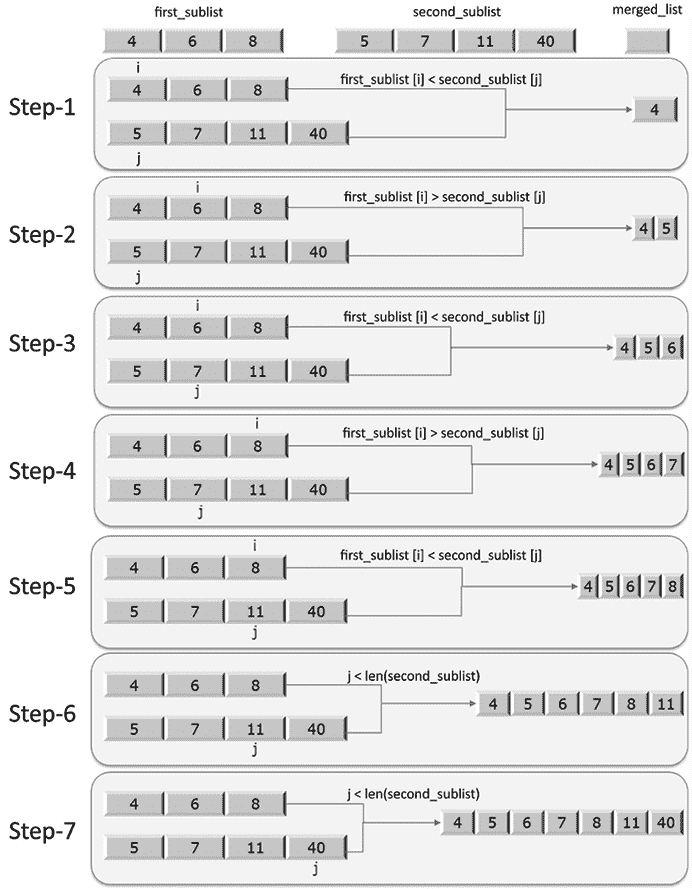 first_sublist second_sublist merged_list
4 6 8 5 7 11 40
i
first_sublist [i] < second_sublist [j]
4 6 8
Step-1 4
5 7 11 40
j
i
first_sublist [i] > second_sublist [j]
4 6 8
Step-2 4 5
5 7 11 40
j
i
first_sublist [i] < second_sublist [j]
4 6 8
Step-3 4 5 6
5 7 11 40
j
i
first_sublist [i] > second_sublist [j]
4 6 8
Step-4 4 5 6 7
5 7 11 40
j
i
first_sublist [i] < second_sublist [j]
4 6 8
Step-5 4 5 6 7 8
5 7 11 40
j
j < len(second_sublist)
4 6 8
Step-6 4 5 6 7 8 11
5 7 11 40
j
j < len(second_sublist)
4 6 8
Step-7 4 5 6 7 8 11 40
5 7 11 40
j